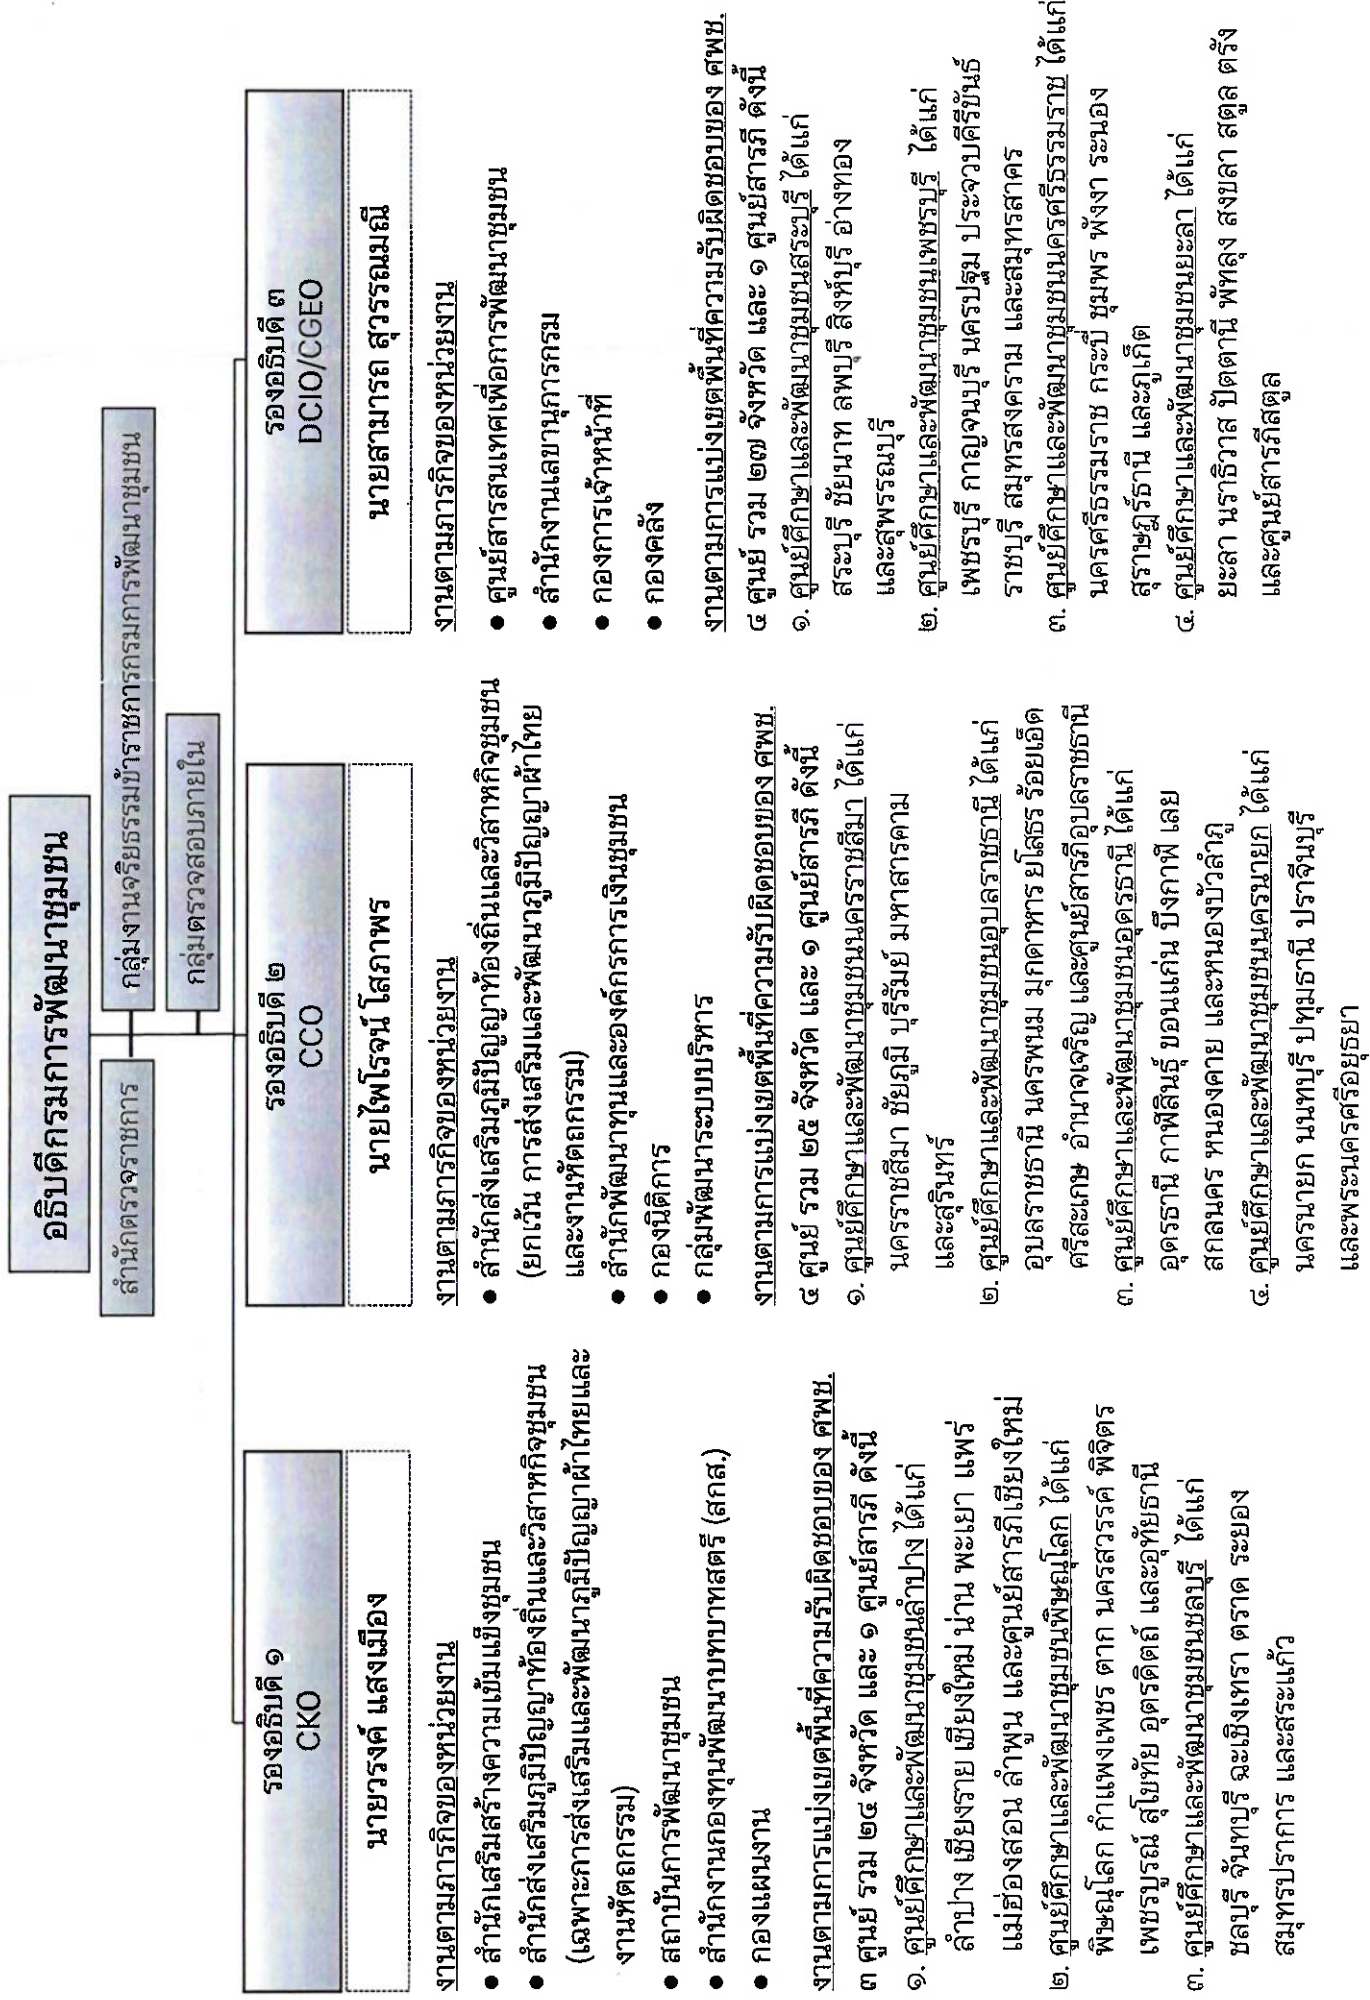 อธิบดีกรมการพัฒนาชุมชน
สำนักตรวจราชการ
กลุ่มงานจริยธรรมข้าราชการกรมการพัฒนาชุมชน
กลุ่มตรวจสอบภายใน
รองอธิบดี ๑
CKO
นายวรงค์ แสงเมือง
งานตามภารกิจของหน่วยงาน
● สำนักเสริมสร้างความเข้มแข็งชุมชน
● สำนักส่งเสริมภูมิปัญญาท้องถิ่นและวิสาหกิจชุมชน
(เฉพาะการส่งเสริมและพัฒนาภูมิปัญญาผ้าไทยและ
งานหัตถกรรม)
● สถาบันการพัฒนาชุมชน
● สำนักงานกองทุนพัฒนาบทบาทสตรี (สกส.)
● กองแผนงาน
งานตามการแบ่งเขตพื้นที่ความรับผิดชอบของ ศพช.
๓ ศูนย์ รวม ๒๔ จังหวัด และ ๑ ศูนย์สารภี ดังนี้
๑. ศูนย์ศึกษาและพัฒนาชุมชนลำปาง ได้แก่
ลำปาง เชียงราย เชียงใหม่ น่าน พะเยา แพร่
แม่ฮ่องสอน ลำพูน และศูนย์สารภีเชียงใหม่
๒. ศูนย์ศึกษาและพัฒนาชุมชนพิษณุโลก ได้แก่
พิษณุโลก กำแพงเพชร ตาก นครสวรรค์ พิจิตร
เพชรบูรณ์ สุโขทัย อุตรดิตถ์ และอุทัยธานี
๓. ศูนย์ศึกษาและพัฒนาชุมชนชลบุรี ได้แก่
ชลบุรี จันทบุรี ฉะเชิงเทรา ตราด ระยอง
สมุทรปราการ และสระแก้ว
รองอธิบดี ๒
CCO
นายไพโรจน์ โสภาพร
งานตามภารกิจของหน่วยงาน
● สำนักส่งเสริมภูมิปัญญาท้องถิ่นและวิสาหกิจชุมชน
(ยกเว้น การส่งเสริมและพัฒนาภูมิปัญญาผ้าไทย
และงานหัตถกรรม)
● สำนักพัฒนาทุนและองค์กรการเงินชุมชน
● กองนิติการ
● กลุ่มพัฒนาระบบบริหาร
งานตามการแบ่งเขตพื้นที่ความรับผิดชอบของ ศพช.
๔ ศูนย์ รวม ๒๕ จังหวัด และ ๑ ศูนย์สารภี ดังนี้
๑. ศูนย์ศึกษาและพัฒนาชุมชนนครราชสีมา ได้แก่
นครราชสีมา ชัยภูมิ บุรีรัมย์ มหาสารคาม
และสุรินทร์
๒. ศูนย์ศึกษาและพัฒนาชุมชนอุบลราชธานี ได้แก่
อุบลราชธานี นครพนม มุกดาหาร ยโสธร ร้อยเอ็ด
ศรีสะเกษ อำนาจเจริญ และศูนย์สารภีอุบลราชธานี
๓. ศูนย์ศึกษาและพัฒนาชุมชนอุดรธานี ได้แก่
อุดรธานี กาฬสินธุ์ ขอนแก่น บึงกาฬ เลย
สกลนคร หนองคาย และหนองบัวลำภู
๔. ศูนย์ศึกษาและพัฒนาชุมชนนครนายก ได้แก่
นครนายก นนทบุรี ปทุมธานี ปราจีนบุรี
และพระนครศรีอยุธยา
รองอธิบดี ๓
DCIO/CGEO
นายสามารถ สุวรรณมณี
งานตามภารกิจของหน่วยงาน
● ศูนย์สารสนเทศเพื่อการพัฒนาชุมชน
● สำนักงานเลขานุการกรม
● กองการเจ้าหน้าที่
● กองคลัง
งานตามการแบ่งเขตพื้นที่ความรับผิดชอบของ ศพช.
๔ ศูนย์ รวม ๒๗ จังหวัด และ ๑ ศูนย์สารภี ดังนี้
๑. ศูนย์ศึกษาและพัฒนาชุมชนสระบุรี ได้แก่
สระบุรี ชัยนาท ลพบุรี สิงห์บุรี อ่างทอง
และสุพรรณบุรี
๒. ศูนย์ศึกษาและพัฒนาชุมชนเพชรบุรี ได้แก่
เพชรบุรี กาญจนบุรี นครปฐม ประจวบคีรีขันธ์
ราชบุรี สมุทรสงคราม และสมุทรสาคร
๓. ศูนย์ศึกษาและพัฒนาชุมชนนครศรีธรรมราช ได้แก่
นครศรีธรรมราช กระบี่ ชุมพร พังงา ระนอง
สุราษฎร์ธานี และภูเก็ต
๔. ศูนย์ศึกษาและพัฒนาชุมชนยะลา ได้แก่
ยะลา นราธิวาส ปัตตานี พัทลุง สงขลา สตูล ตรัง
และศูนย์สารภีสตูล